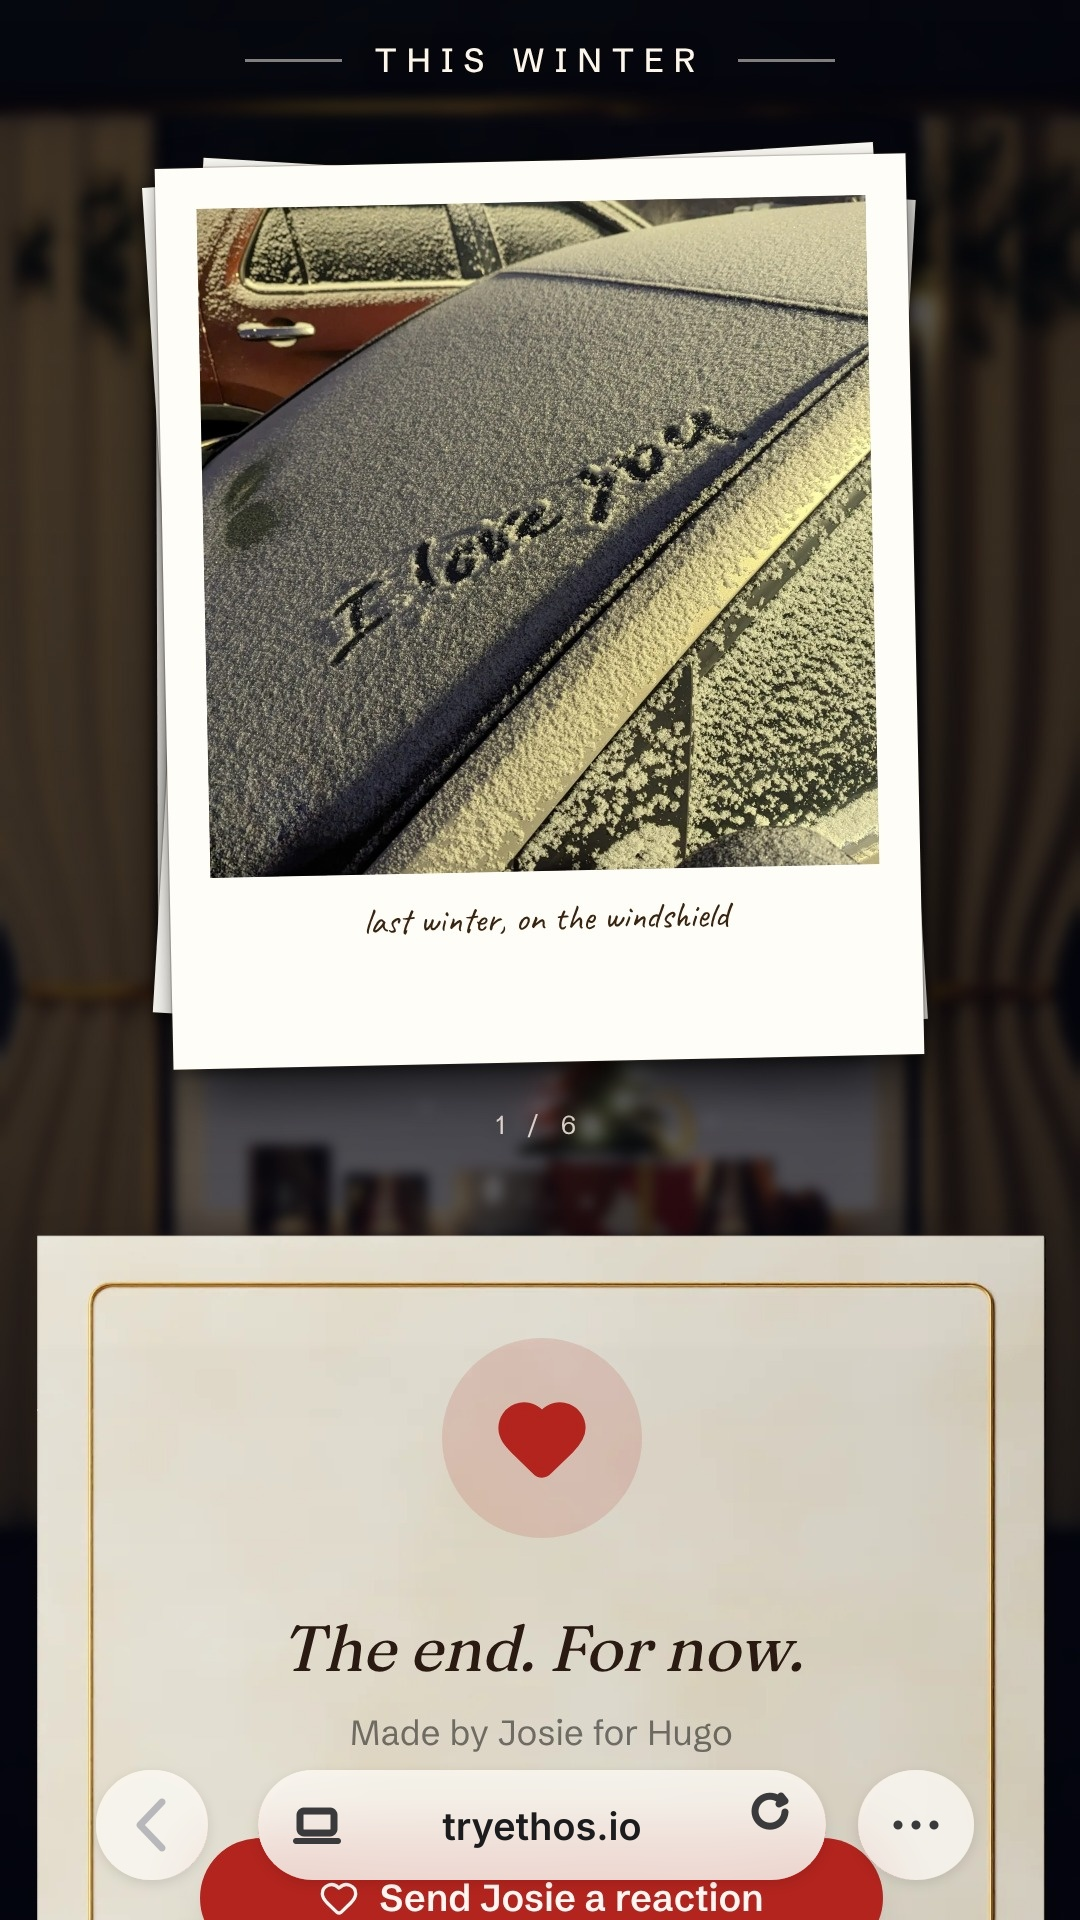 THIS WINTER
I love you
last winter, on the windshield
1 / 6
The end. For now.
Made by Josie for Hugo
tryethos.io
Send Josie a reaction